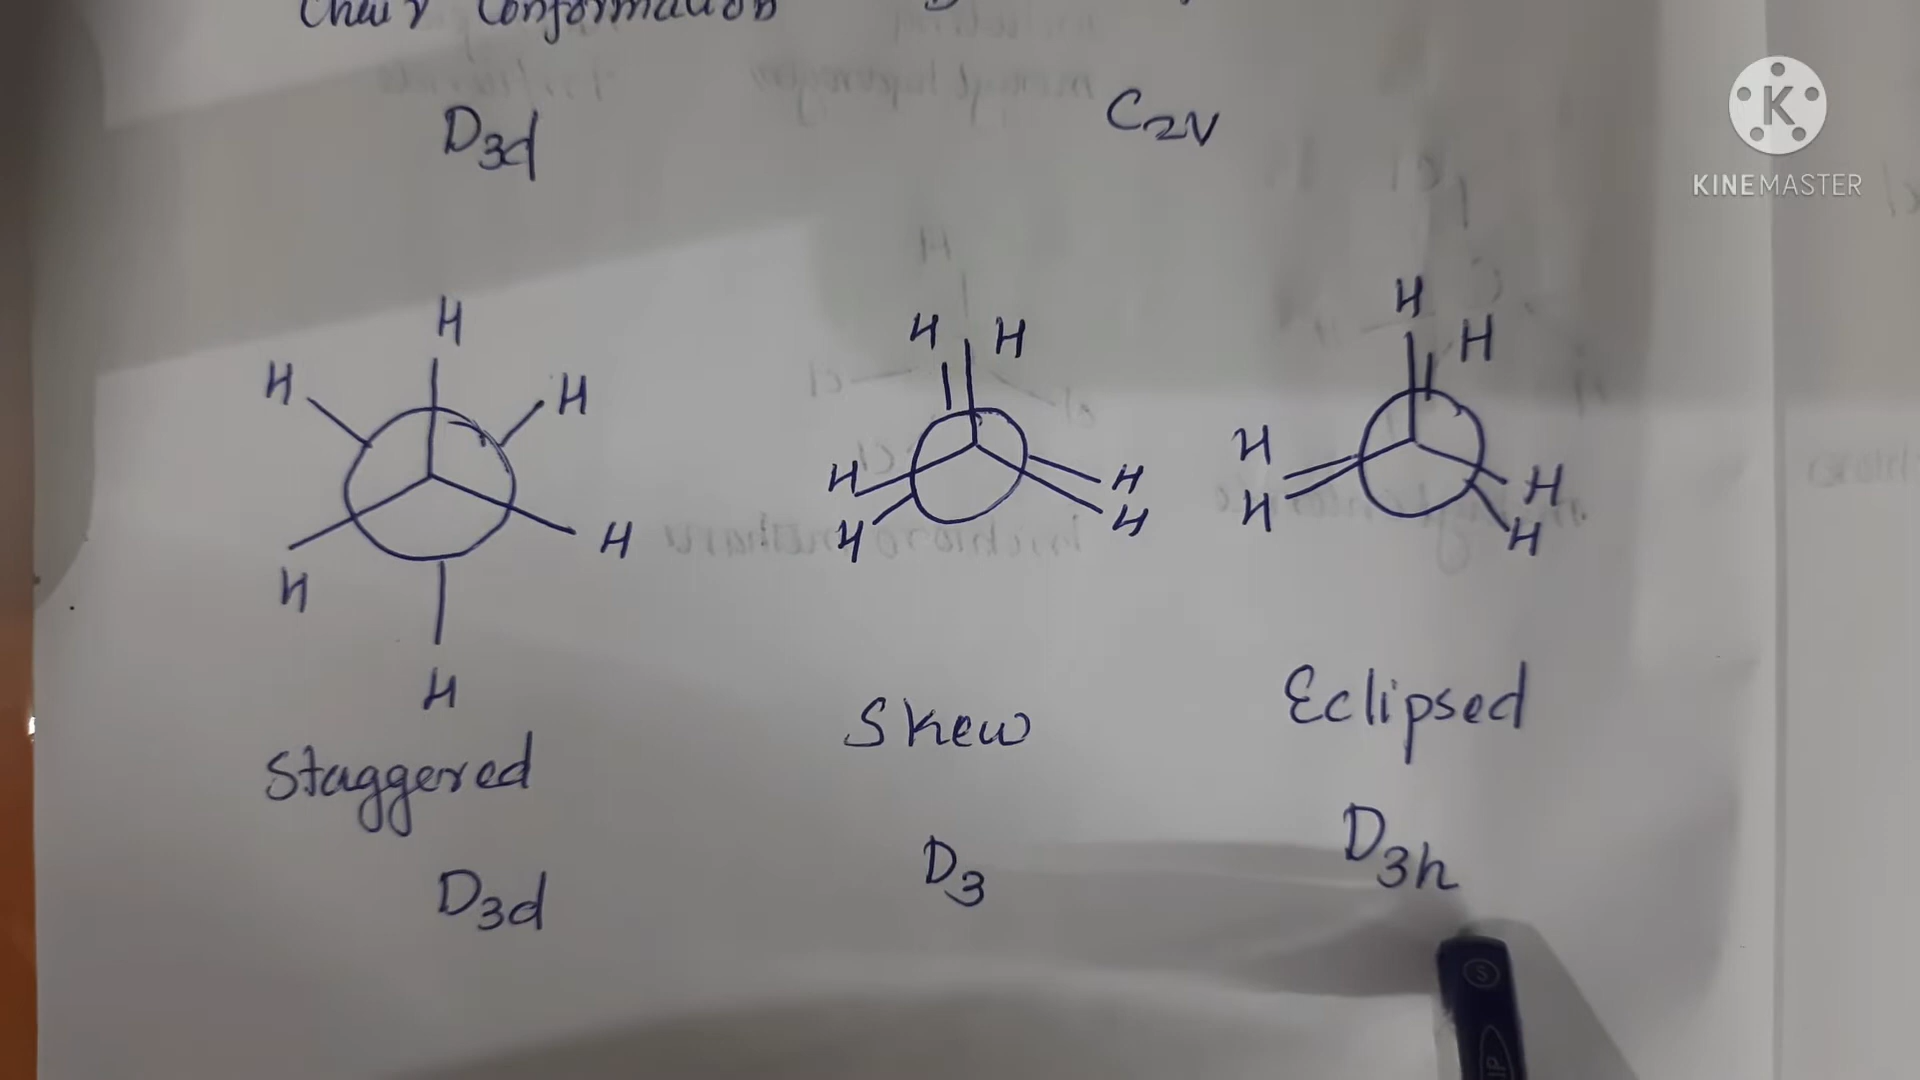 Chair Conformation
D3d
C2v
H
H H
H H
H
H H
H H
H H
H
H
H H
H H
Staggered
Skew
Eclipsed
D3d
D3
D3h
K
KINEMASTER